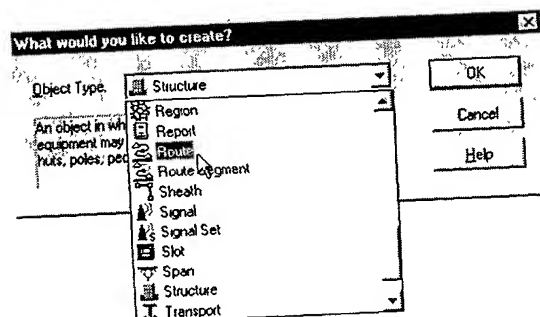 What would you like to create?
Object Type.
Structure
OK
Cancel
Help
An object in wh
equipment may
huts, poles, pec
Region
Report
Route
Route Segment
Sheath
Signal
Signal Set
Slot
Span
Structure
Transport